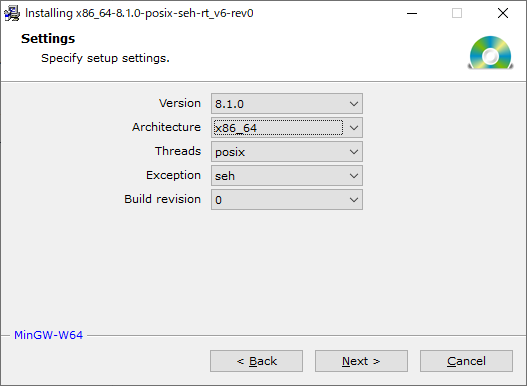 Installing x86_64-8.1.0-posix-seh-rt_v6-rev0
Settings
Specify setup settings.
Version 8.1.0
Architecture x86_64
Threads posix
Exception seh
Build revision 0
MinGW-W64
< Back Next > Cancel